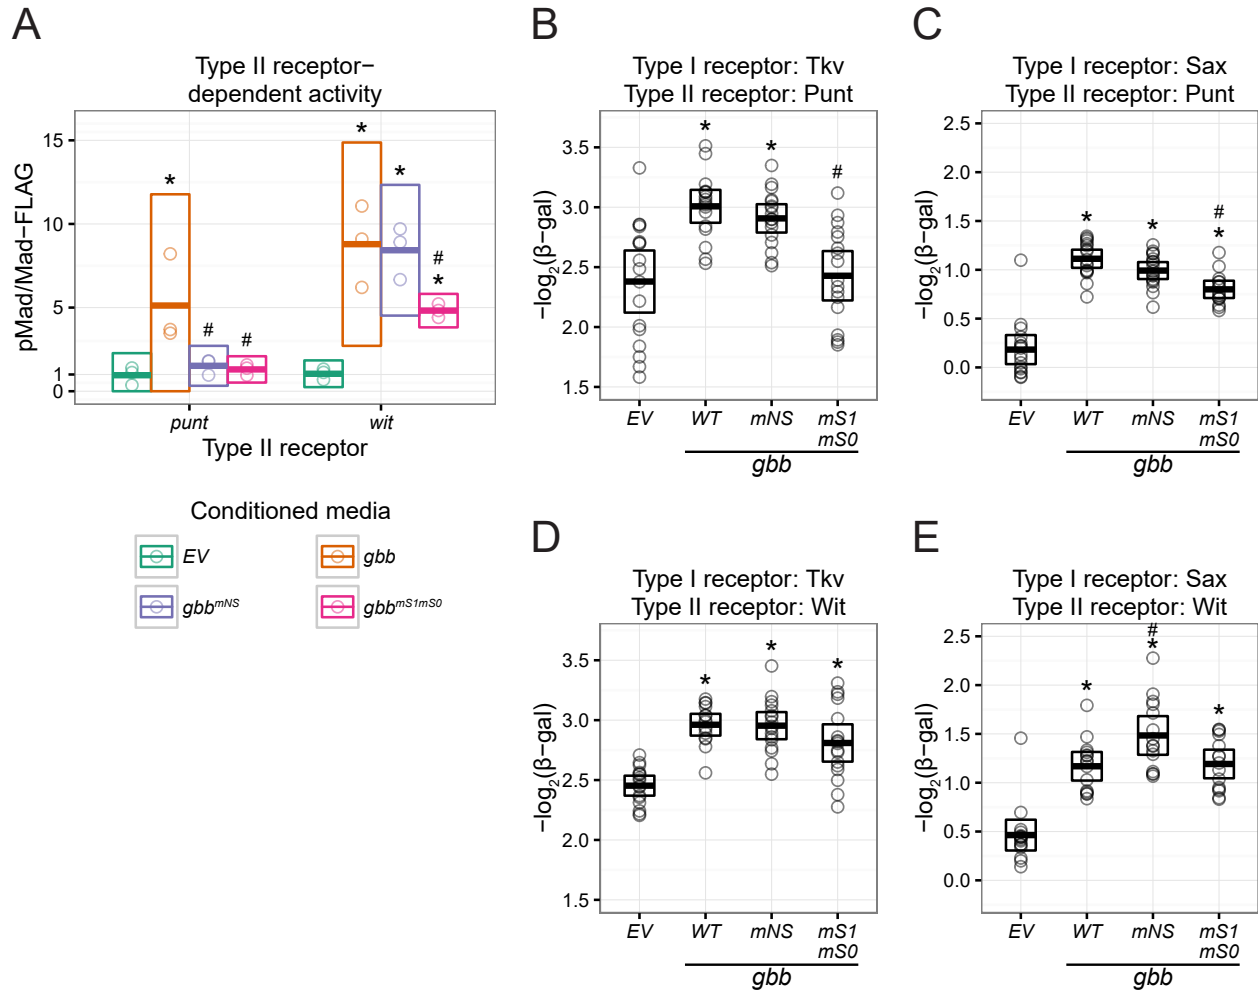 A
Type II receptor−
dependent activity
pMad/Mad−FLAG
15
10
5
1
0
*
#
#
*
*
#
*
punt
wit
Type II receptor
Conditioned media
EV
gbb
gbb^mNS
gbb^mS1mS0
B
Type I receptor: Tkv
Type II receptor: Punt
−log₂(β−gal)
3.5
3.0
2.5
2.0
1.5
*
*
#
EV
WT
mNS
mS1
mS0
gbb
C
Type I receptor: Sax
Type II receptor: Punt
−log₂(β−gal)
2.5
2.0
1.5
1.0
0.5
0.0
*
*
#
*
EV
WT
mNS
mS1
mS0
gbb
D
Type I receptor: Tkv
Type II receptor: Wit
−log₂(β−gal)
3.5
3.0
2.5
2.0
1.5
*
*
*
EV
WT
mNS
mS1
mS0
gbb
E
Type I receptor: Sax
Type II receptor: Wit
−log₂(β−gal)
2.5
2.0
1.5
1.0
0.5
0.0
*
#
*
*
EV
WT
mNS
mS1
mS0
gbb